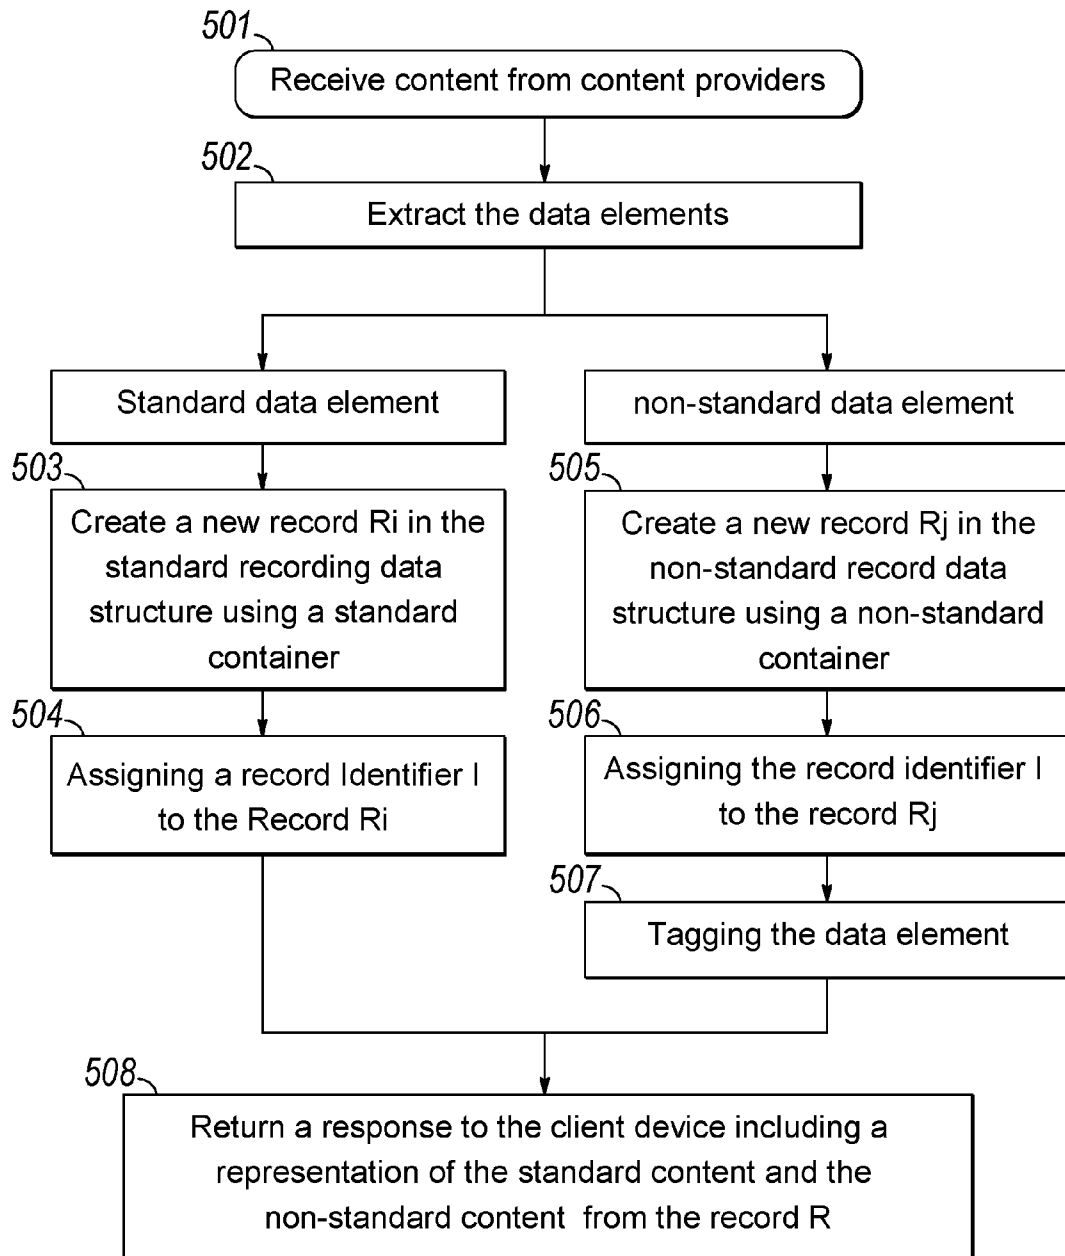 501
Receive content from content providers
502
Extract the data elements
Standard data element
non-standard data element
503
Create a new record Ri in the
standard recording data
structure using a standard
container
505
Create a new record Rj in the
non-standard record data
structure using a non-standard
container
504
Assigning a record Identifier I
to the Record Ri
506
Assigning the record identifier I
to the record Rj
507
Tagging the data element
508
Return a response to the client device including a
representation of the standard content and the
non-standard content from the record R